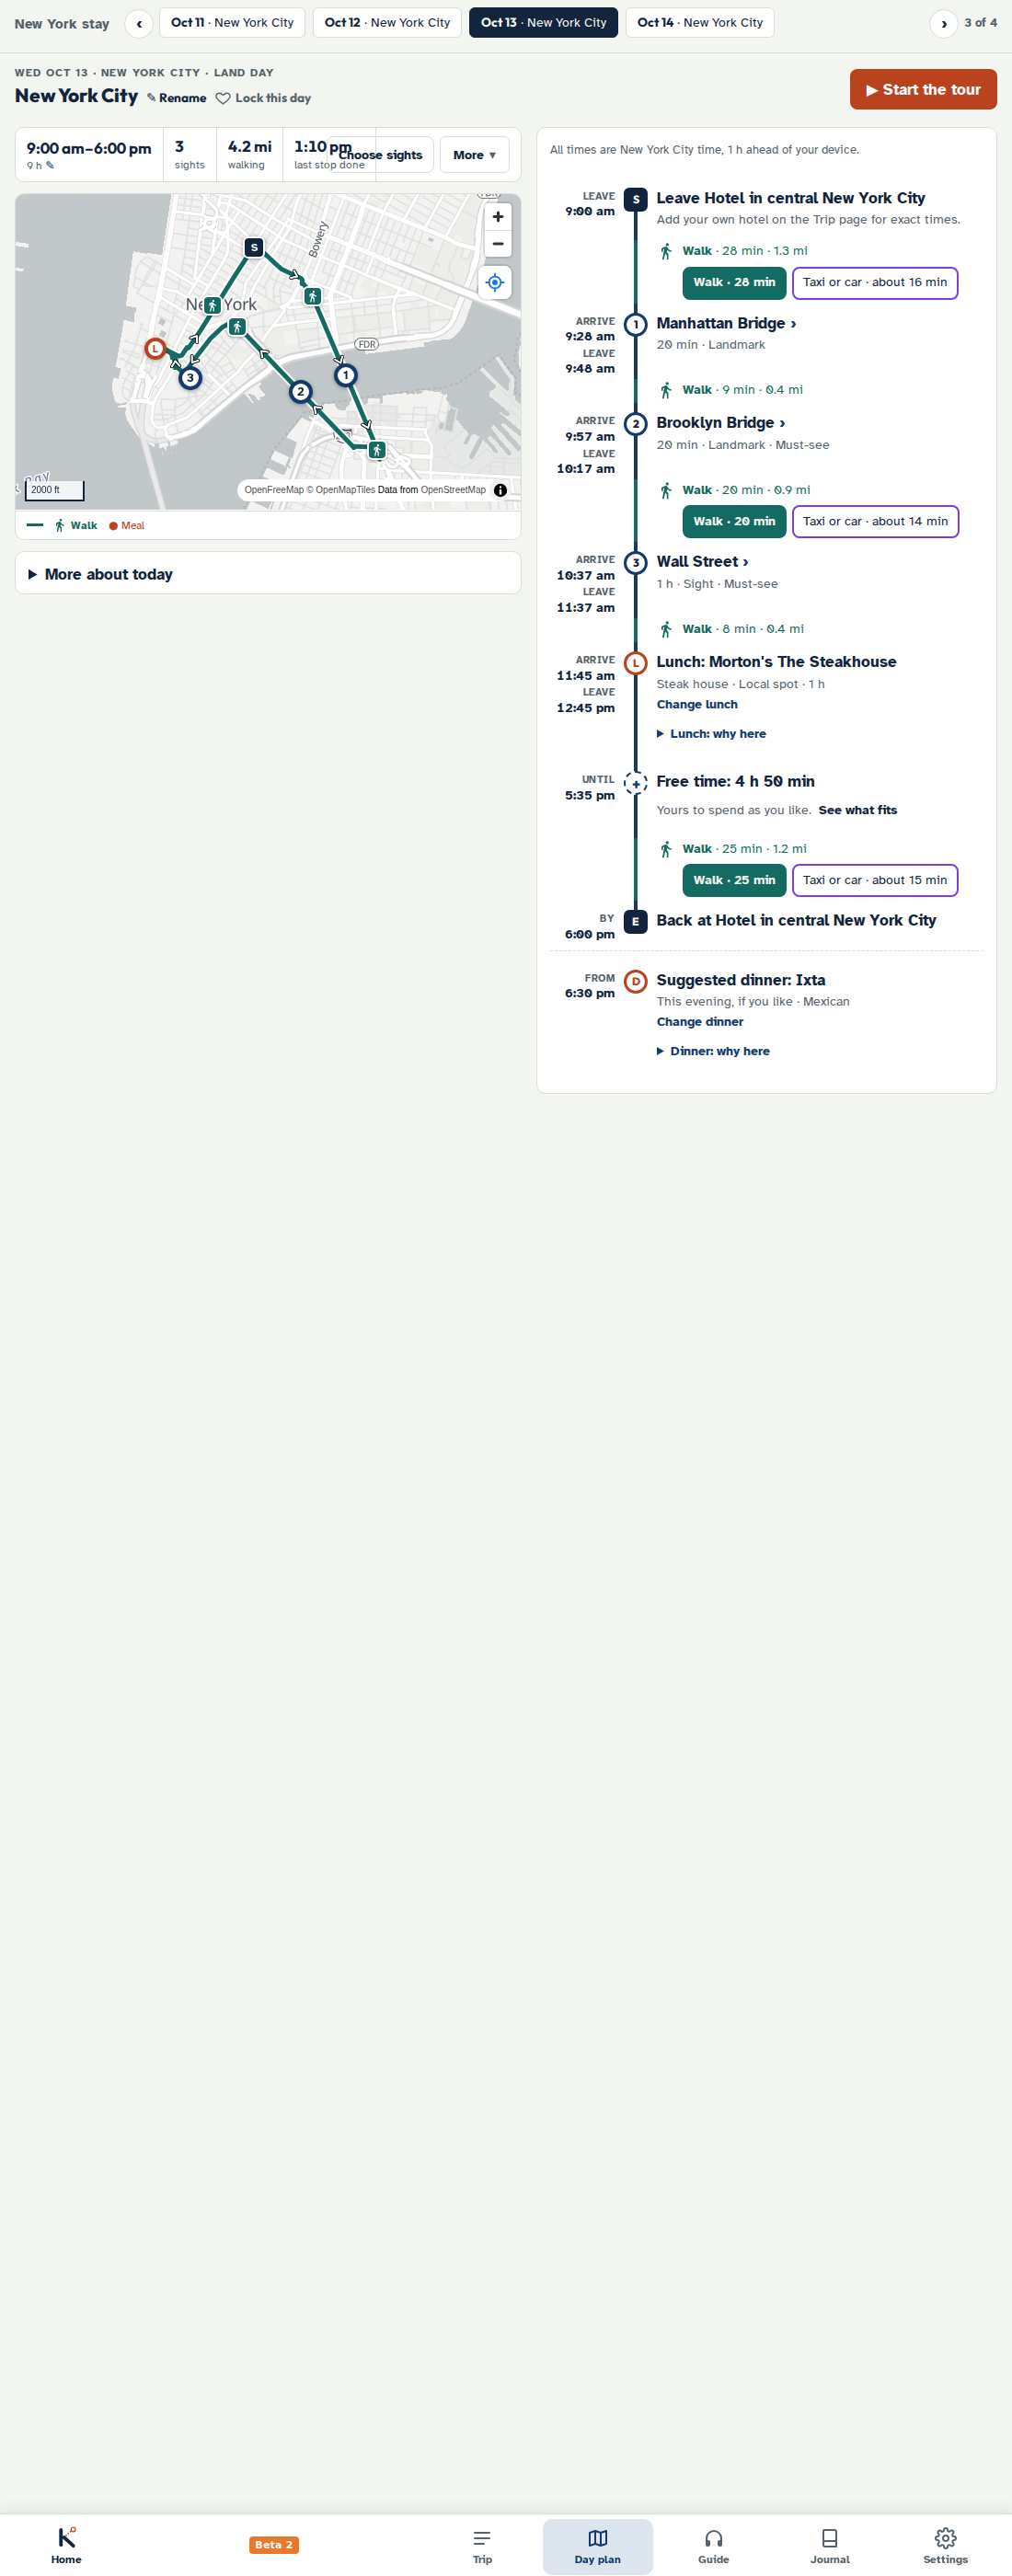 New York stay
‹
Oct 11 · New York City
Oct 12 · New York City
Oct 13 · New York City
Oct 14 · New York City
›
3 of 4
WED OCT 13 · NEW YORK CITY · LAND DAY
New York City
✎ Rename
Lock this day
▶ Start the tour
9:00 am–6:00 pm
9 h ✎
3
sights
4.2 mi
walking
1:10 pm
last stop done
Choose sights
More ▾
Bowery
S
New York
FDR
L
3
2
1
FDR
Bay
2000 ft
OpenFreeMap © OpenMapTiles Data from OpenStreetMap
Walk
Meal
▶ More about today
All times are New York City time, 1 h ahead of your device.
LEAVE
9:00 am
S
Leave Hotel in central New York City
Add your own hotel on the Trip page for exact times.
Walk · 28 min · 1.3 mi
Walk · 28 min
Taxi or car · about 16 min
ARRIVE
9:28 am
LEAVE
9:48 am
1
Manhattan Bridge ›
20 min · Landmark
Walk · 9 min · 0.4 mi
ARRIVE
9:57 am
LEAVE
10:17 am
2
Brooklyn Bridge ›
20 min · Landmark · Must-see
Walk · 20 min · 0.9 mi
Walk · 20 min
Taxi or car · about 14 min
ARRIVE
10:37 am
LEAVE
11:37 am
3
Wall Street ›
1 h · Sight · Must-see
Walk · 8 min · 0.4 mi
ARRIVE
11:45 am
LEAVE
12:45 pm
L
Lunch: Morton's The Steakhouse
Steak house · Local spot · 1 h
Change lunch
▶ Lunch: why here
UNTIL
5:35 pm
+
Free time: 4 h 50 min
Yours to spend as you like. See what fits
Walk · 25 min · 1.2 mi
Walk · 25 min
Taxi or car · about 15 min
BY
6:00 pm
E
Back at Hotel in central New York City
FROM
6:30 pm
D
Suggested dinner: Ixta
This evening, if you like · Mexican
Change dinner
▶ Dinner: why here
Home
Beta 2
Trip
Day plan
Guide
Journal
Settings